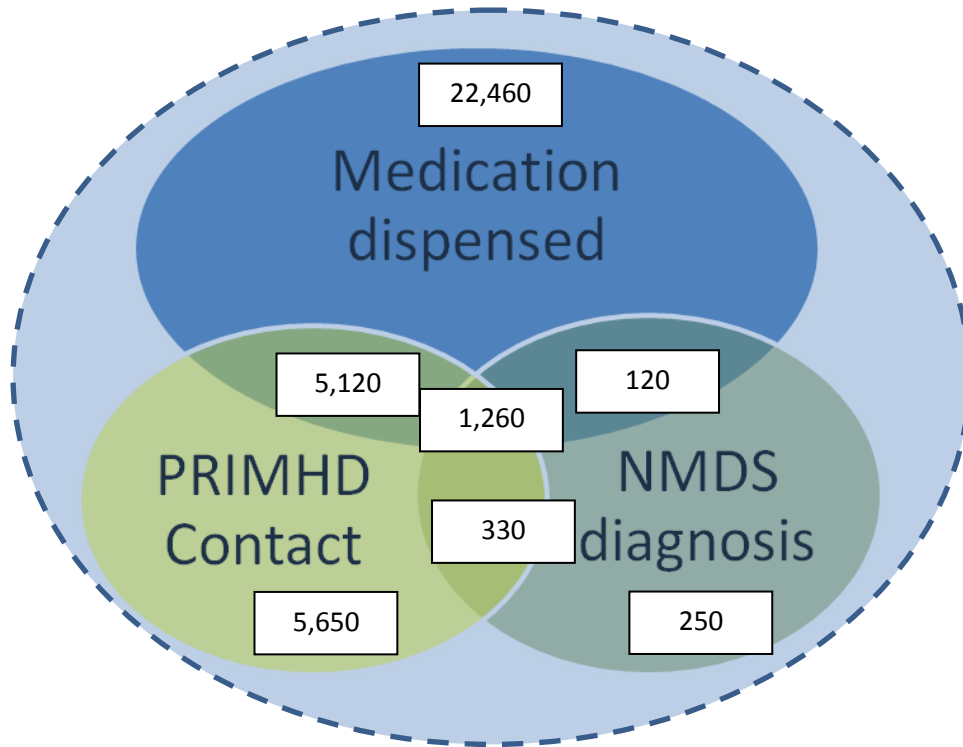 22,460
Medication
dispensed
5,120
120
1,260
PRIMHD
Contact
NMDS
diagnosis
330
5,650
250